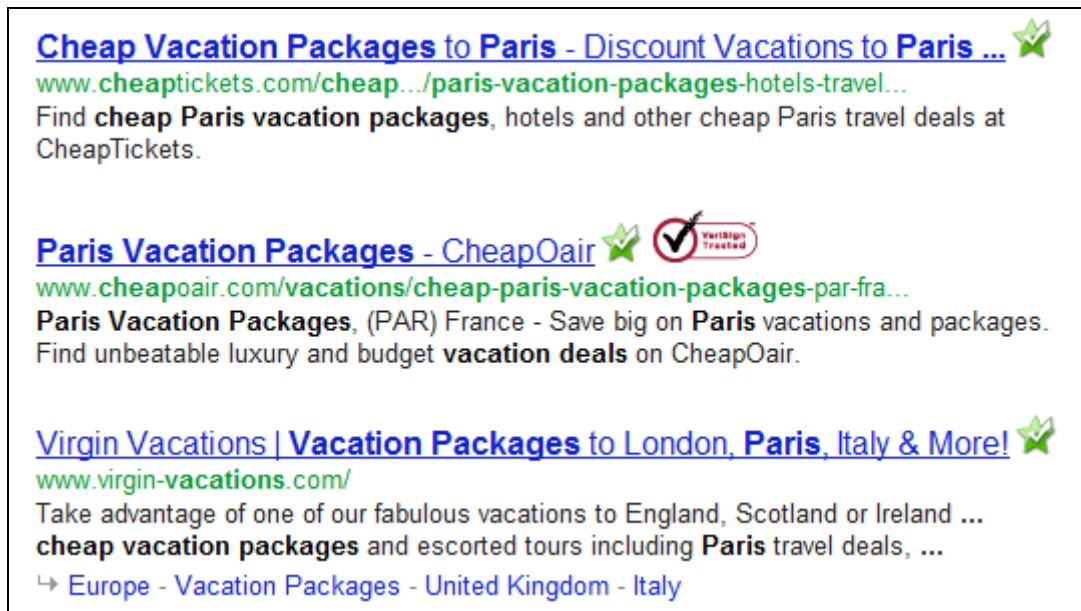 Cheap Vacation Packages to Paris - Discount Vacations to Paris ...
www.cheaptickets.com/cheap.../paris-vacation-packages-hotels-travel...
Find cheap Paris vacation packages, hotels and other cheap Paris travel deals at
CheapTickets.
Paris Vacation Packages - CheapOair
VeriSign
Trusted
www.cheapoair.com/vacations/cheap-paris-vacation-packages-par-fra...
Paris Vacation Packages, (PAR) France - Save big on Paris vacations and packages.
Find unbeatable luxury and budget vacation deals on CheapOair.
Virgin Vacations | Vacation Packages to London, Paris, Italy & More!
www.virgin-vacations.com/
Take advantage of one of our fabulous vacations to England, Scotland or Ireland ...
cheap vacation packages and escorted tours including Paris travel deals, ...
Europe - Vacation Packages - United Kingdom - Italy